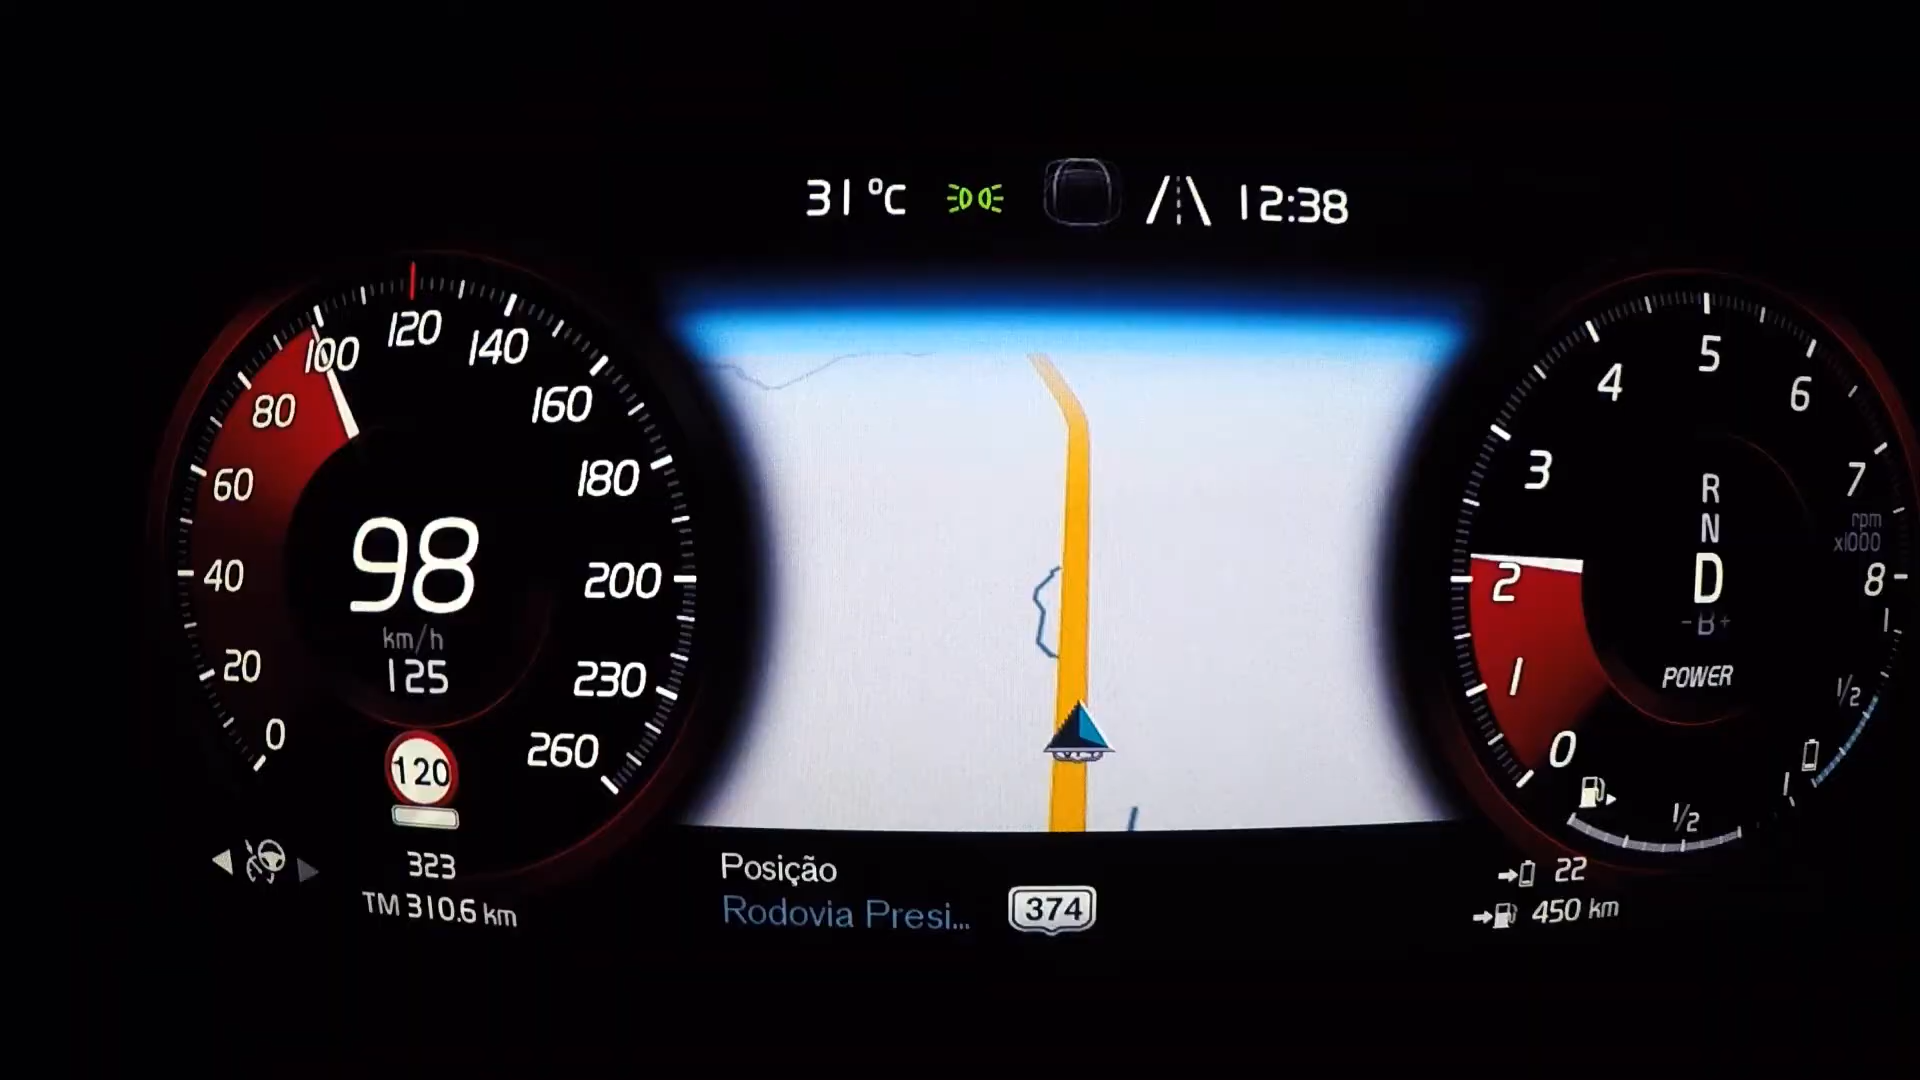 31 °C 12:38
0 20 40 60 80 100 120 140 160 180 200 230 260
98
km/h
125
120
323
TM 310.6 km
Posição
Rodovia Presi...
374
0 1 2 3 4 5 6 7 8
rpm
x1000
R
N
D
-B+
POWER
1/2
1
1/2
1
22
450 km